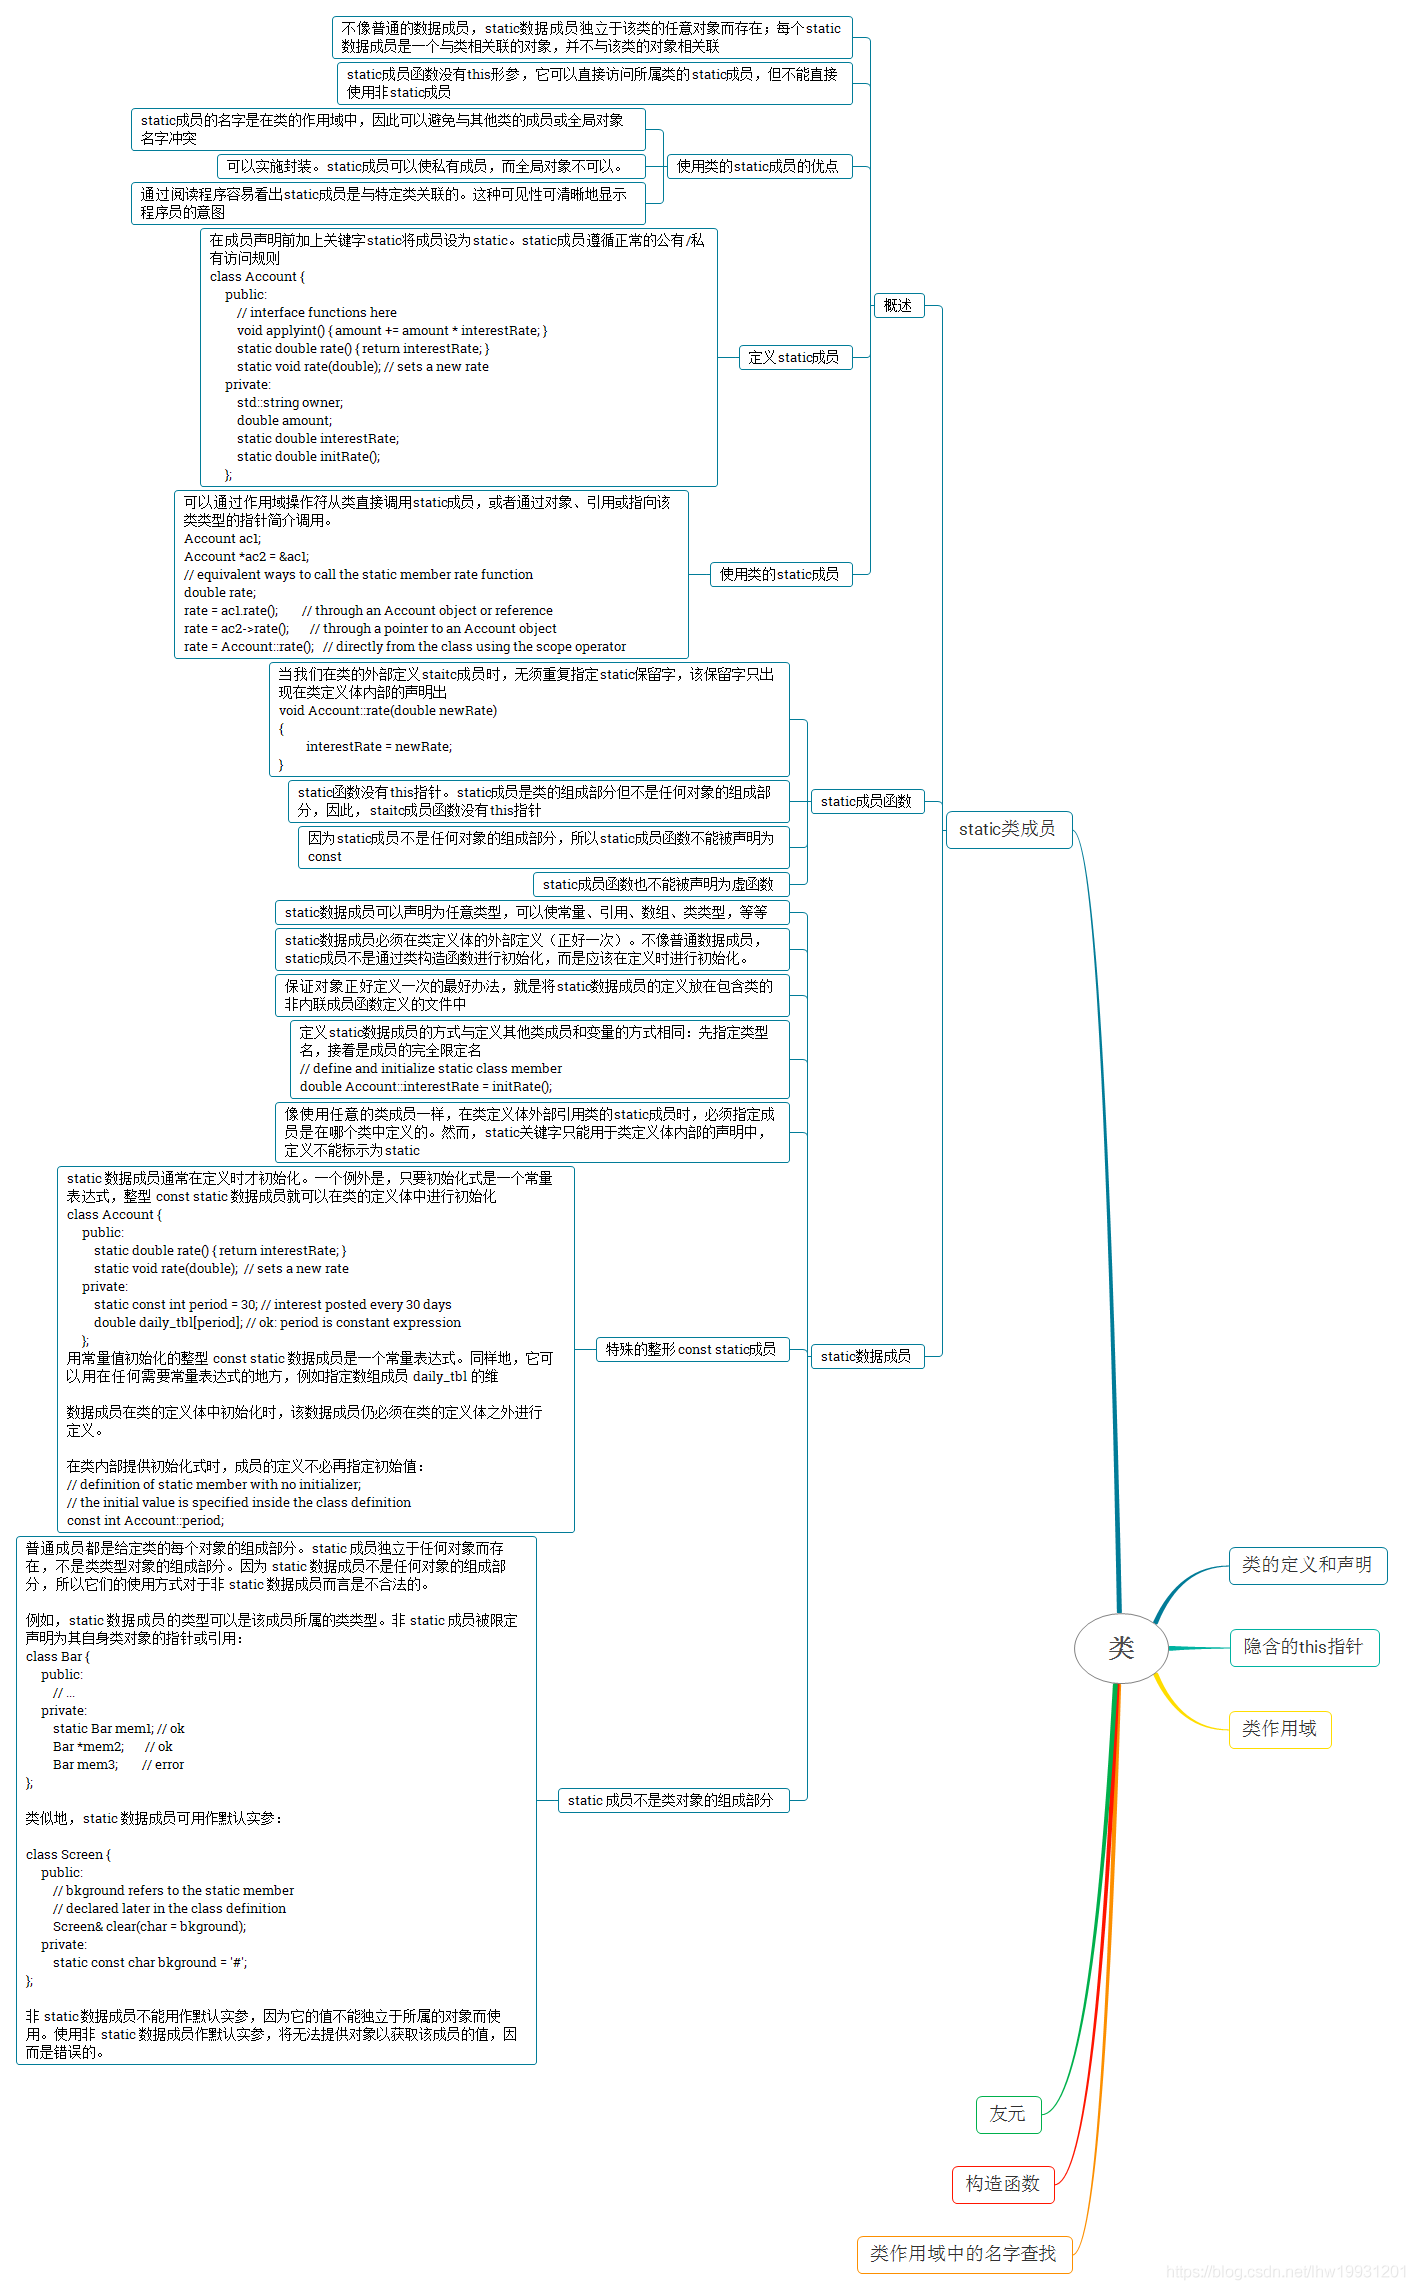 不像普通的数据成员，static数据成员独立于该类的任意对象而存在；每个static
数据成员是一个与类相关联的对象，并不与该类的对象相关联
static成员函数没有this形参，它可以直接访问所属类的static成员，但不能直接
使用非static成员
static成员的名字是在类的作用域中，因此可以避免与其他类的成员或全局对象
名字冲突
可以实施封装。static成员可以使私有成员，而全局对象不可以。
通过阅读程序容易看出static成员是与特定类关联的。这种可见性可清晰地显示
程序员的意图
使用类的static成员的优点
在成员声明前加上关键字static将成员设为static。static成员遵循正常的公有/私
有访问规则
class Account {
public:
// interface functions here
void applyint() { amount += amount * interestRate; }
static double rate() { return interestRate; }
static void rate(double); // sets a new rate
private:
std::string owner;
double amount;
static double interestRate;
static double initRate();
};
定义static成员
概述
可以通过作用域操作符从类直接调用static成员，或者通过对象、引用或指向该
类类型的指针简介调用。
Account ac1;
Account *ac2 = &ac1;
// equivalent ways to call the static member rate function
double rate;
rate = ac1.rate(); // through an Account object or reference
rate = ac2->rate(); // through a pointer to an Account object
rate = Account::rate(); // directly from the class using the scope operator
使用类的static成员
当我们在类的外部定义staitc成员时，无须重复指定static保留字，该保留字只出
现在类定义体内部的声明出
void Account::rate(double newRate)
{
interestRate = newRate;
}
static函数没有this指针。static成员是类的组成部分但不是任何对象的组成部
分，因此，staitc成员函数没有this指针
因为static成员不是任何对象的组成部分，所以static成员函数不能被声明为
const
static成员函数也不能被声明为虚函数
static成员函数
static类成员
static数据成员可以声明为任意类型，可以使常量、引用、数组、类类型，等等
static数据成员必须在类定义体的外部定义（正好一次）。不像普通数据成员，
static成员不是通过类构造函数进行初始化，而是应该在定义时进行初始化。
保证对象正好定义一次的最好办法，就是将static数据成员的定义放在包含类的
非内联成员函数定义的文件中
定义static数据成员的方式与定义其他类成员和变量的方式相同：先指定类型
名，接着是成员的完全限定名
// define and initialize static class member
double Account::interestRate = initRate();
像使用任意的类成员一样，在类定义体外部引用类的static成员时，必须指定成
员是在哪个类中定义的。然而，static关键字只能用于类定义体内部的声明中，
定义不能标示为static
static 数据成员通常在定义时才初始化。一个例外是，只要初始化式是一个常量
表达式，整型 const static 数据成员就可以在类的定义体中进行初始化
class Account {
public:
static double rate() { return interestRate; }
static void rate(double); // sets a new rate
private:
static const int period = 30; // interest posted every 30 days
double daily_tbl[period]; // ok: period is constant expression
};
用常量值初始化的整型 const static 数据成员是一个常量表达式。同样地，它可
以用在任何需要常量表达式的地方，例如指定数组成员 daily_tbl 的维
数据成员在类的定义体中初始化时，该数据成员仍必须在类的定义体之外进行
定义。
在类内部提供初始化式时，成员的定义不必再指定初始值：
// definition of static member with no initializer;
// the initial value is specified inside the class definition
const int Account::period;
特殊的整形 const static成员
static数据成员
普通成员都是给定类的每个对象的组成部分。static 成员独立于任何对象而存
在，不是类类型对象的组成部分。因为 static 数据成员不是任何对象的组成部
分，所以它们的使用方式对于非 static 数据成员而言是不合法的。
例如，static 数据成员的类型可以是该成员所属的类类型。非 static 成员被限定
声明为其自身类对象的指针或引用：
class Bar {
public:
// ...
private:
static Bar mem1; // ok
Bar *mem2; // ok
Bar mem3; // error
};
类似地，static 数据成员可用作默认实参：
class Screen {
public:
// bkground refers to the static member
// declared later in the class definition
Screen& clear(char = bkground);
private:
static const char bkground = '#';
};
非 static 数据成员不能用作默认实参，因为它的值不能独立于所属的对象而使
用。使用非 static 数据成员作默认实参，将无法提供对象以获取该成员的值，因
而是错误的。
static 成员不是类对象的组成部分
类
类的定义和声明
隐含的this指针
类作用域
友元
构造函数
类作用域中的名字查找
https://blog.csdn.net/lhw19931201